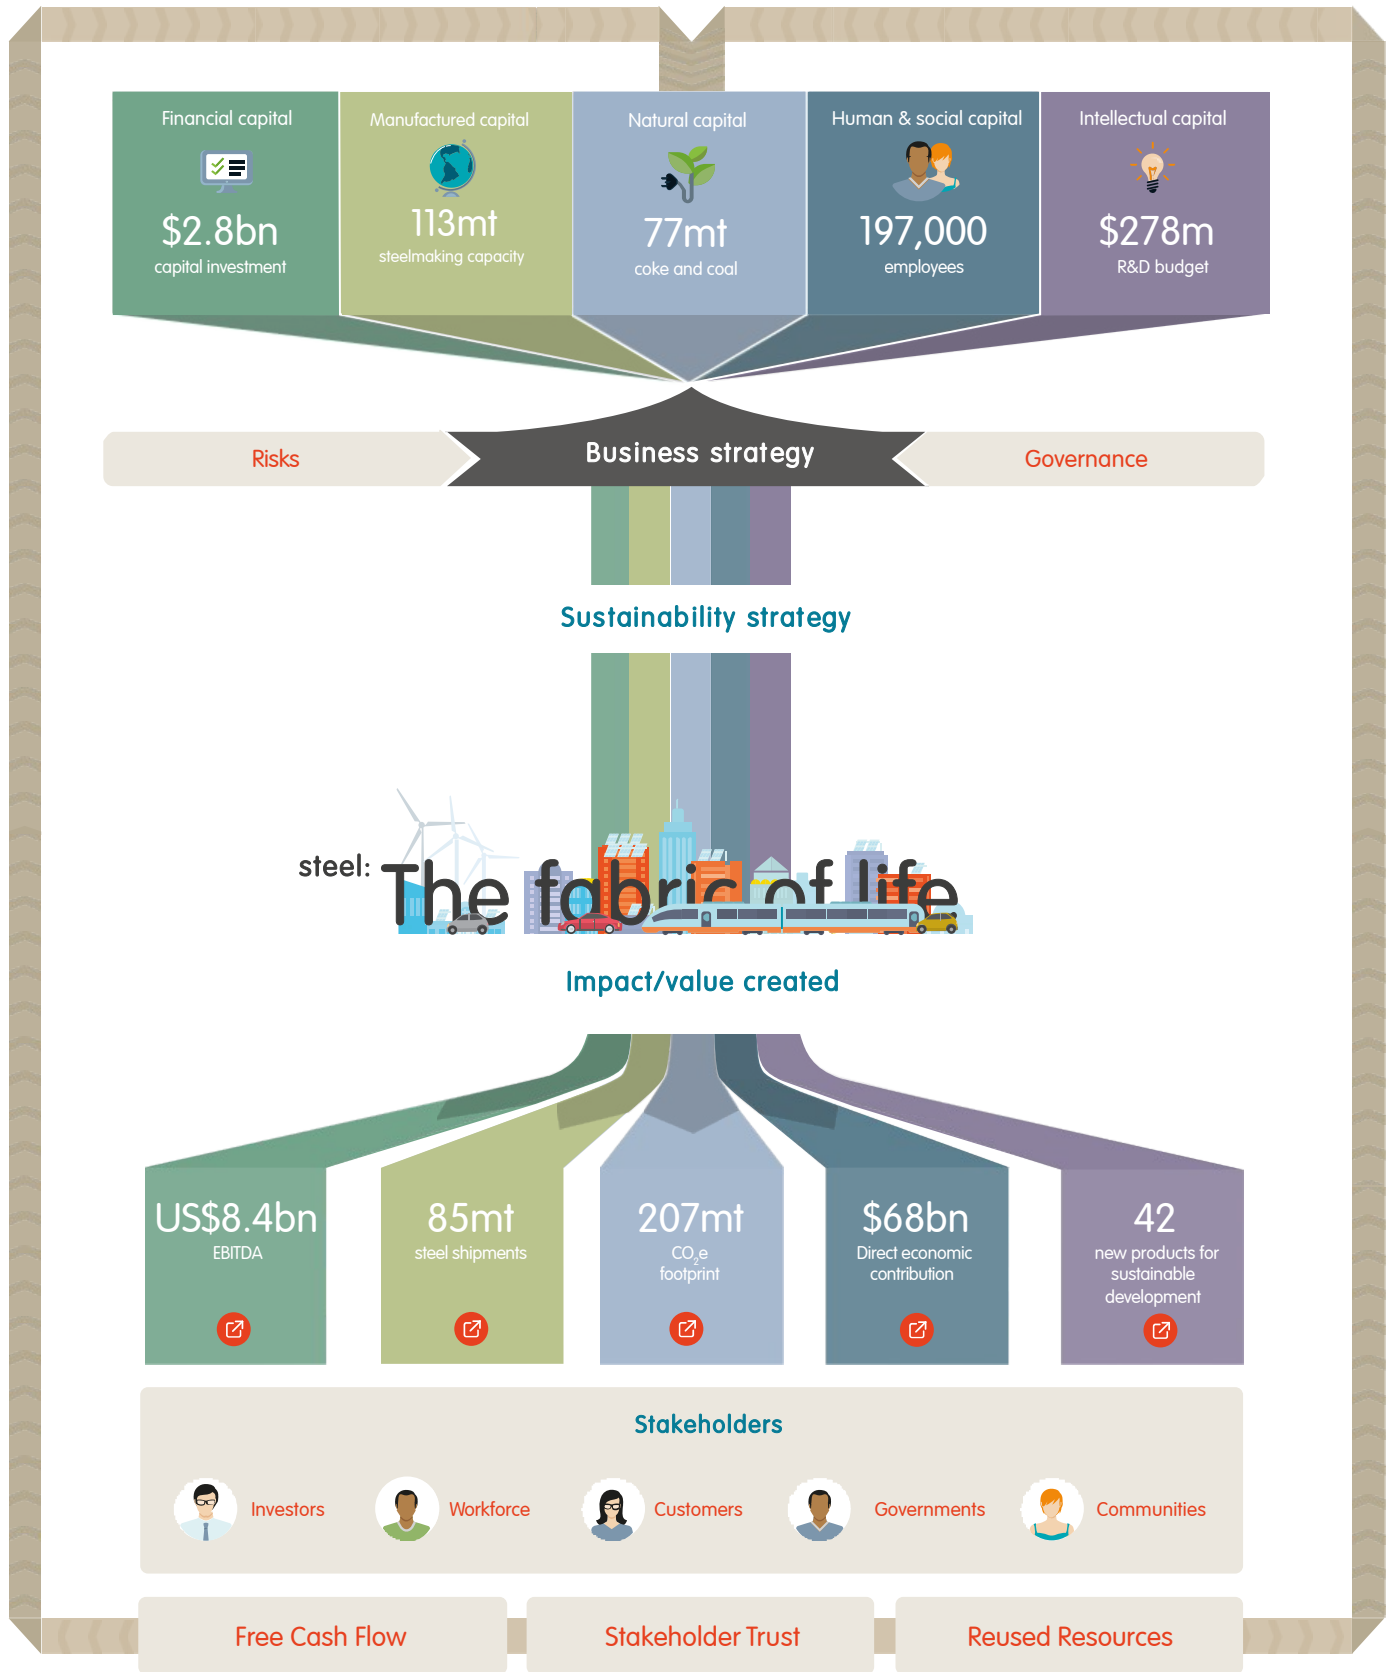 Financial capital
$2.8bn
capital investment
Manufactured capital
113mt
steelmaking capacity
Natural capital
77mt
coke and coal
Human & social capital
197,000
employees
Intellectual capital
$278m
R&D budget
Risks
Business strategy
Governance
Sustainability strategy
steel: The fabric of life
Impact/value created
US$8.4bn
EBITDA
85mt
steel shipments
207mt
CO₂e
footprint
$68bn
Direct economic
contribution
42
new products for
sustainable
development
Stakeholders
Investors
Workforce
Customers
Governments
Communities
Free Cash Flow
Stakeholder Trust
Reused Resources